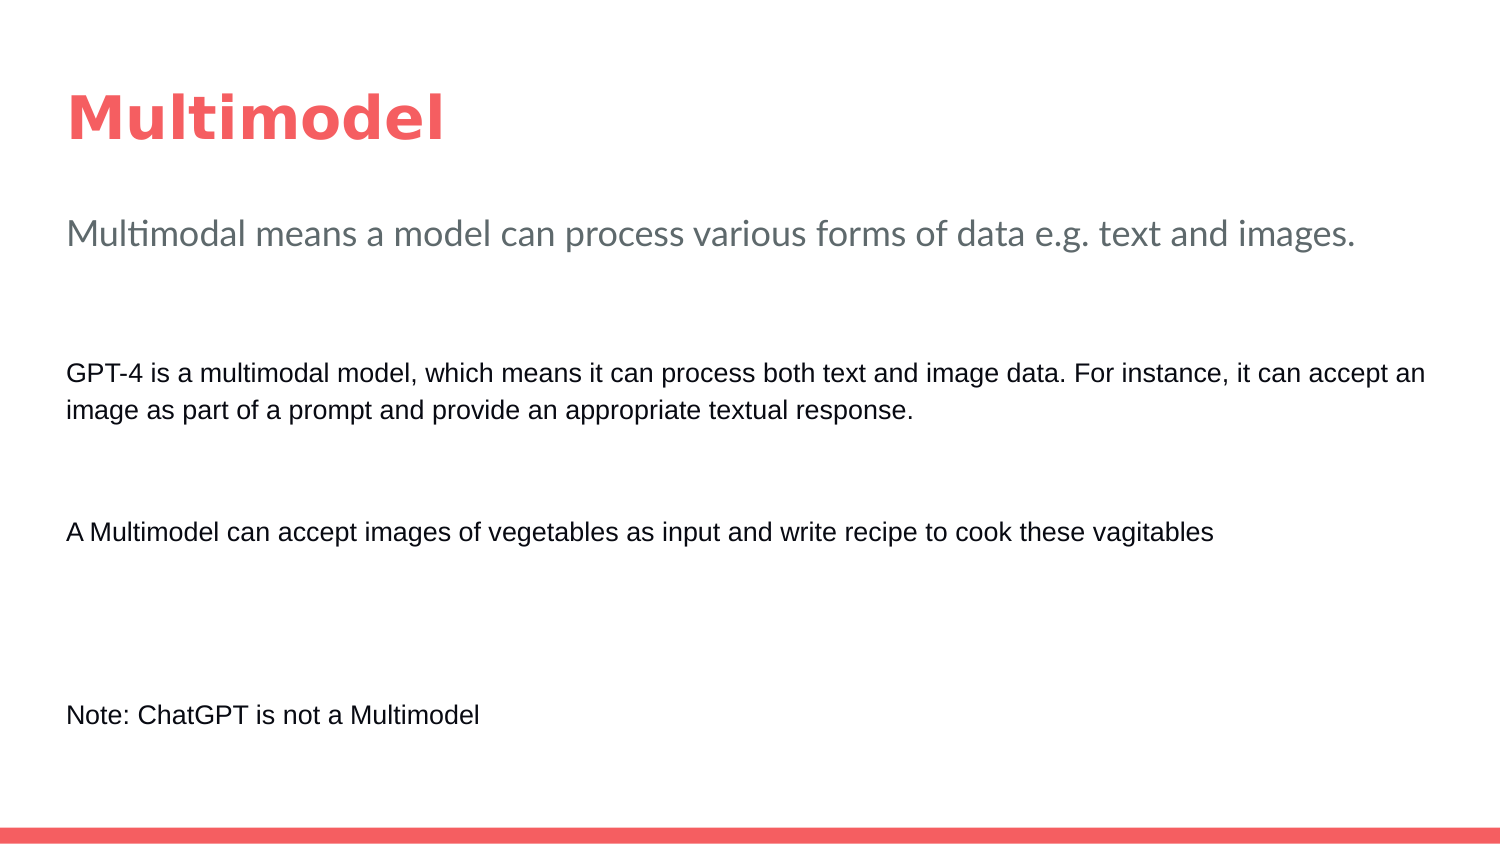 Multimodel
Multimodal means a model can process various forms of data e.g. text and images.
GPT-4 is a multimodal model, which means it can process both text and image data. For instance, it can accept an
image as part of a prompt and provide an appropriate textual response.
A Multimodel can accept images of vegetables as input and write recipe to cook these vagitables
Note: ChatGPT is not a Multimodel